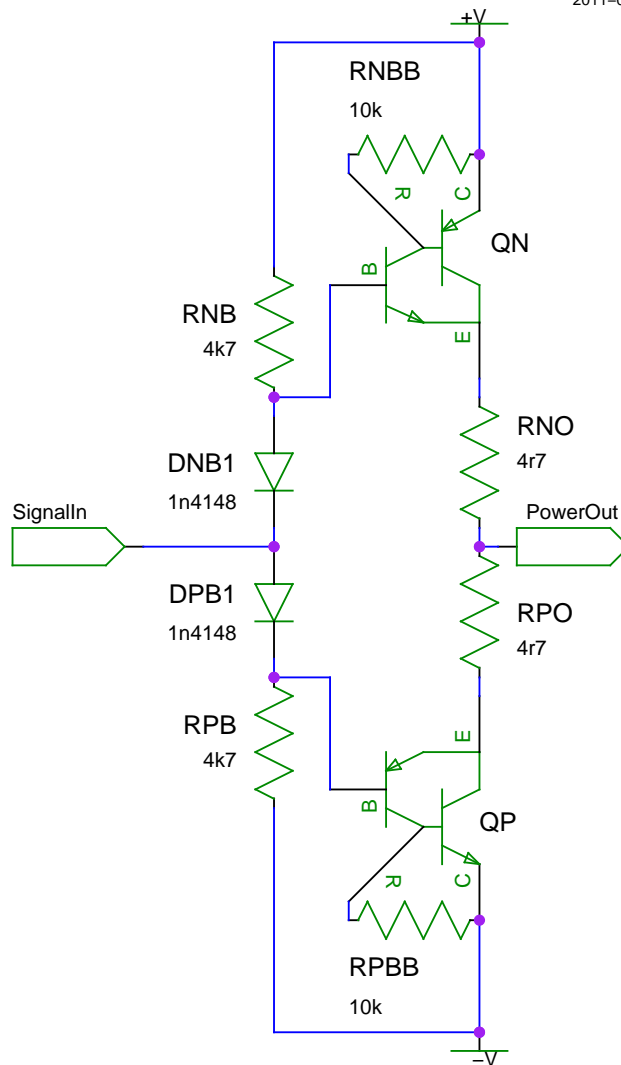 +V
RNBB
10k
R
C
QN
B
E
RNB
4k7
RNO
4r7
DNB1
1n4148
SignalIn
PowerOut
DPB1
1n4148
RPO
4r7
RPB
4k7
E
B
QP
R
C
RPBB
10k
−V